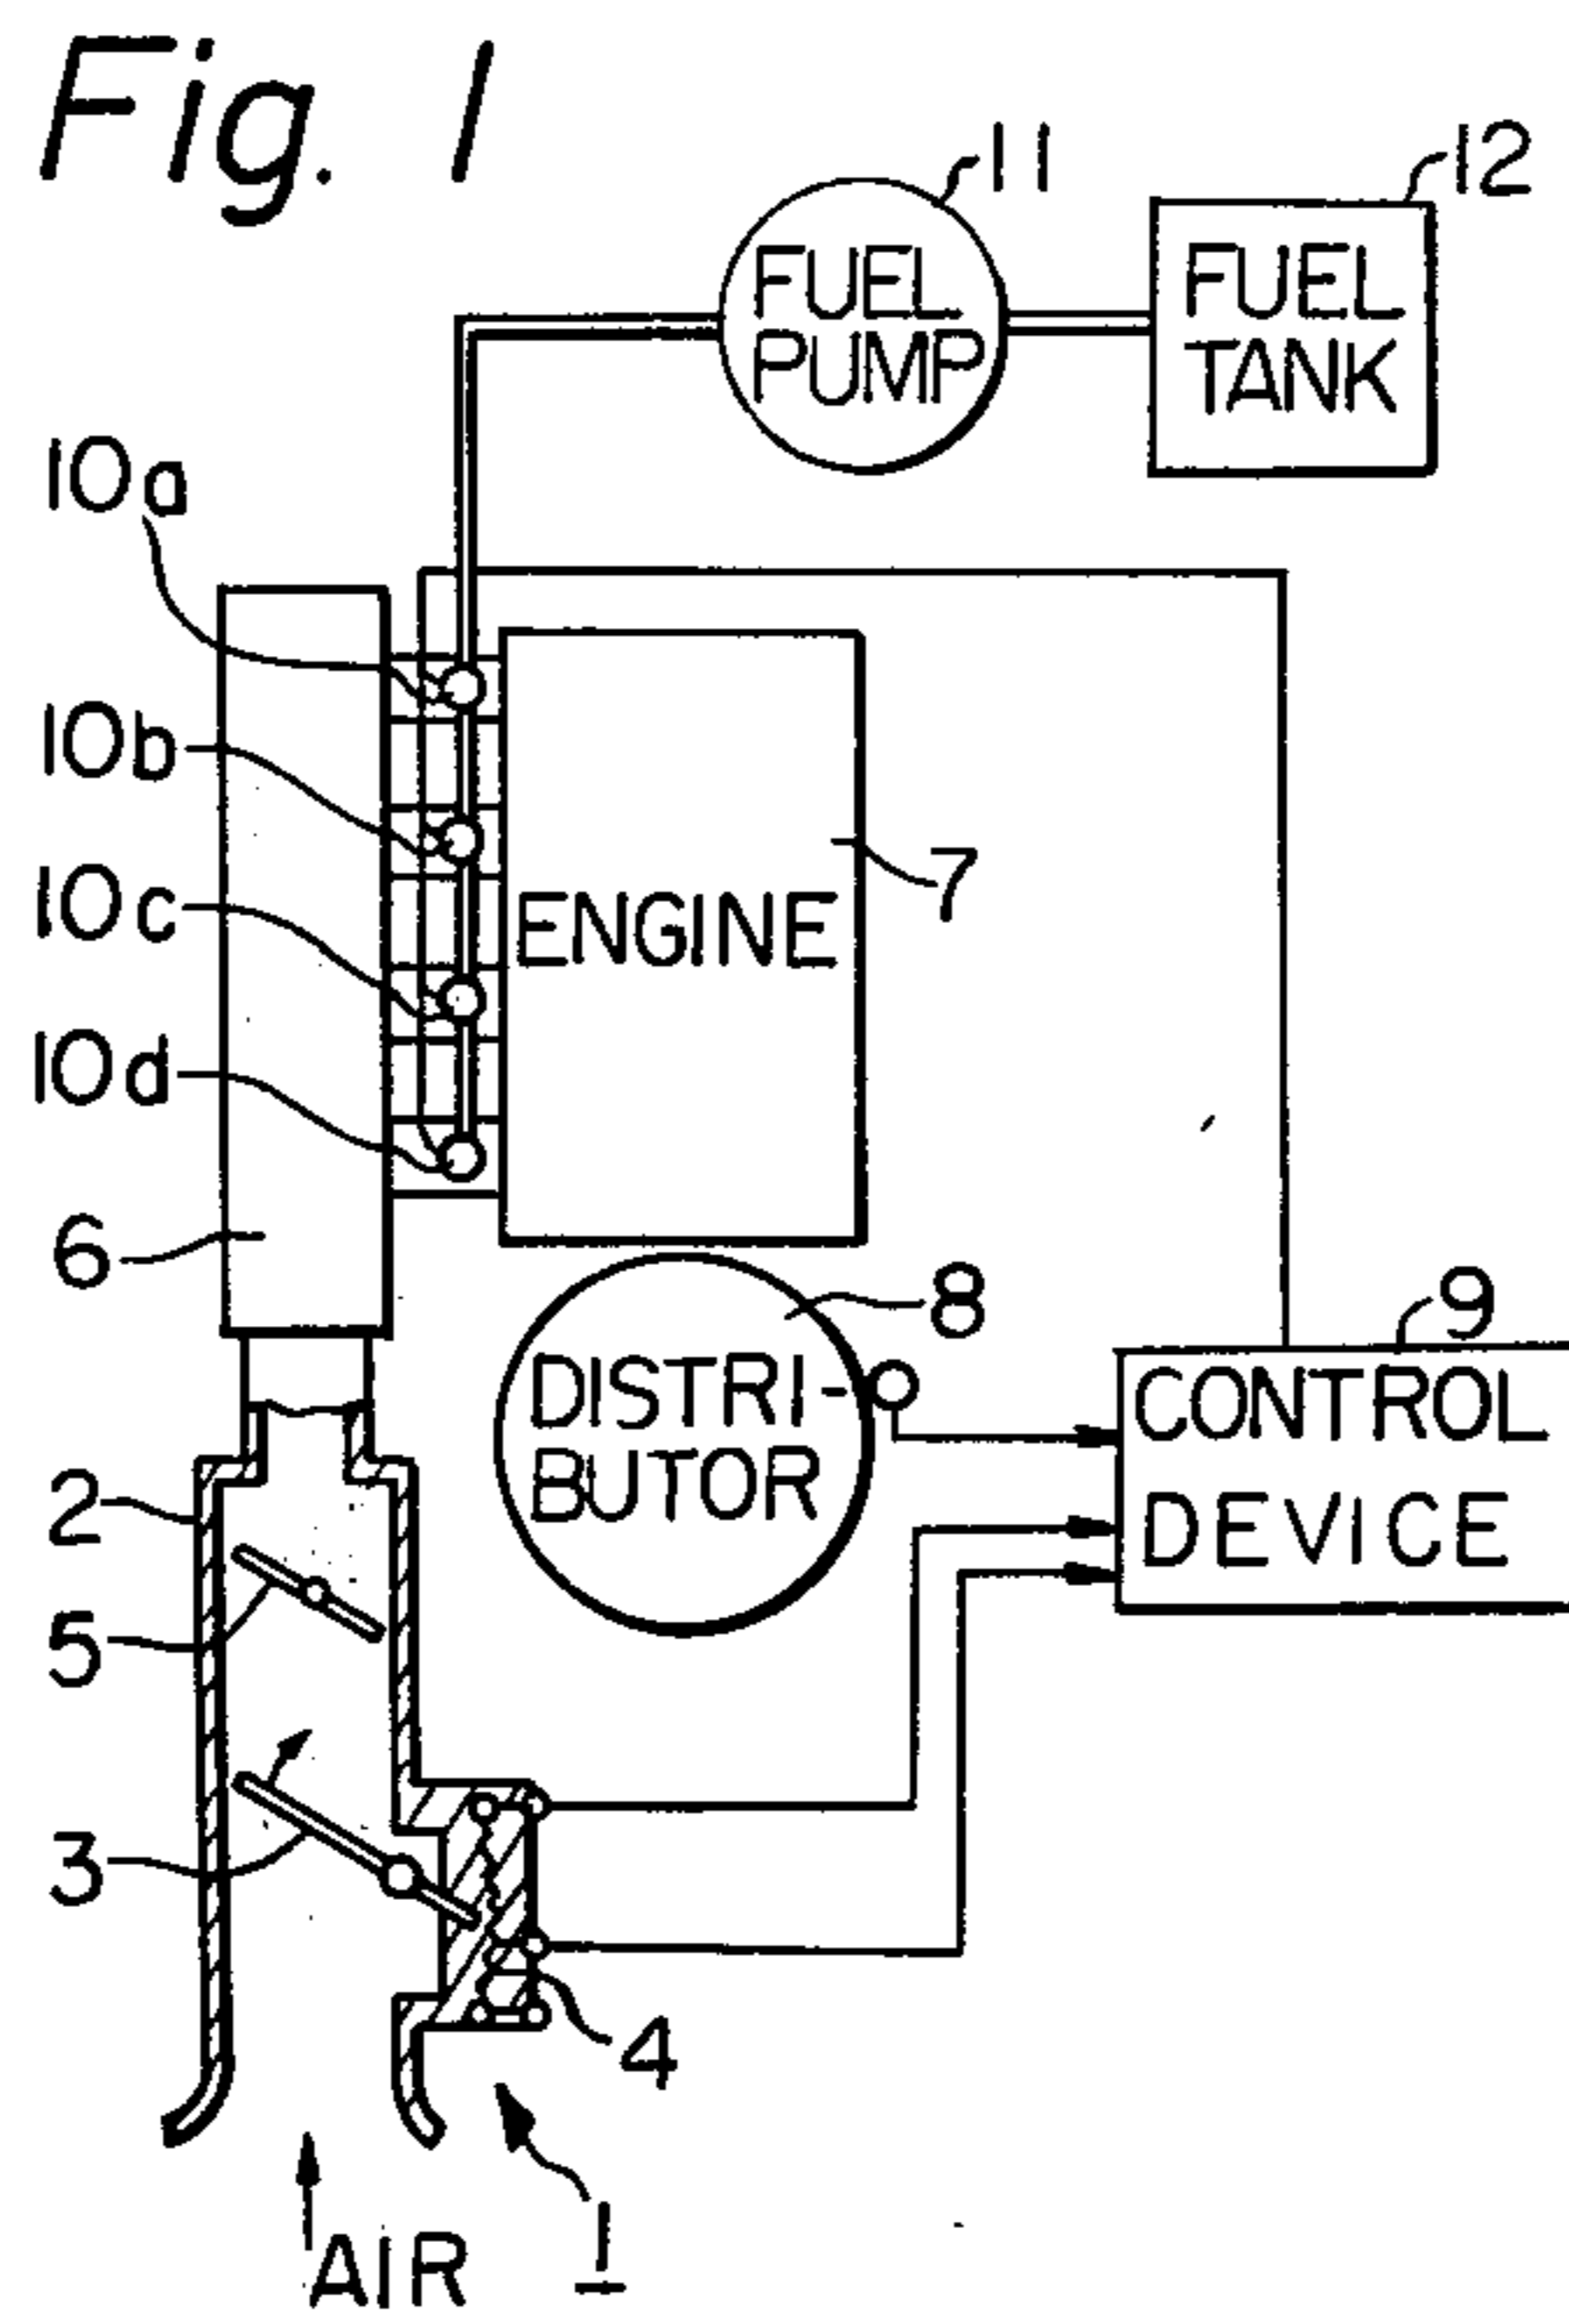 Fig. 1
11
12
FUEL
PUMP
FUEL
TANK
10a
10b
10c
10d
7
ENGINE
6
8
9
DISTRI-
BUTOR
CONTROL
DEVICE
2
5
3
4
1
AIR